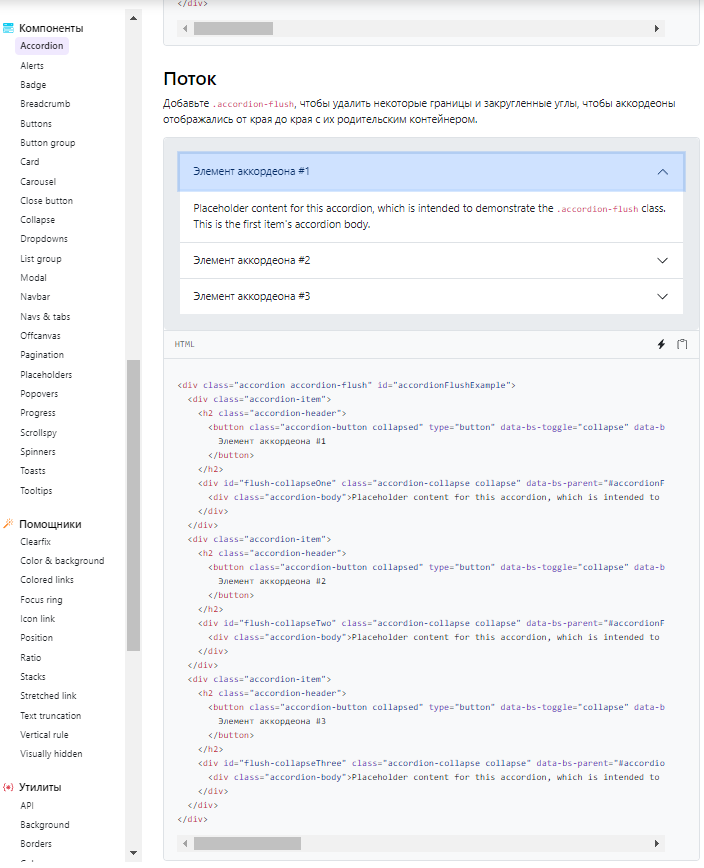 Компоненты
Accordion
Alerts
Badge
Breadcrumb
Buttons
Button group
Card
Carousel
Close button
Collapse
Dropdowns
List group
Modal
Navbar
Navs & tabs
Offcanvas
Pagination
Placeholders
Popovers
Progress
Scrollspy
Spinners
Toasts
Tooltips
Помощники
Clearfix
Color & background
Colored links
Focus ring
Icon link
Position
Ratio
Stacks
Stretched link
Text truncation
Vertical rule
Visually hidden
Утилиты
API
Background
Borders
</div>
Поток
Добавьте .accordion-flush, чтобы удалить некоторые границы и закругленные углы, чтобы аккордеоны
отображались от края до края с их родительским контейнером.
Элемент аккордеона #1
Placeholder content for this accordion, which is intended to demonstrate the .accordion-flush class.
This is the first item's accordion body.
Элемент аккордеона #2
Элемент аккордеона #3
HTML
<div class="accordion accordion-flush" id="accordionFlushExample">
<div class="accordion-item">
<h2 class="accordion-header">
<button class="accordion-button collapsed" type="button" data-bs-toggle="collapse" data-b
Элемент аккордеона #1
</button>
</h2>
<div id="flush-collapseOne" class="accordion-collapse collapse" data-bs-parent="#accordionF
<div class="accordion-body">Placeholder content for this accordion, which is intended to
</div>
</div>
<div class="accordion-item">
<h2 class="accordion-header">
<button class="accordion-button collapsed" type="button" data-bs-toggle="collapse" data-b
Элемент аккордеона #2
</button>
</h2>
<div id="flush-collapseTwo" class="accordion-collapse collapse" data-bs-parent="#accordionF
<div class="accordion-body">Placeholder content for this accordion, which is intended to
</div>
</div>
<div class="accordion-item">
<h2 class="accordion-header">
<button class="accordion-button collapsed" type="button" data-bs-toggle="collapse" data-b
Элемент аккордеона #3
</button>
</h2>
<div id="flush-collapseThree" class="accordion-collapse collapse" data-bs-parent="#accordio
<div class="accordion-body">Placeholder content for this accordion, which is intended to
</div>
</div>
</div>